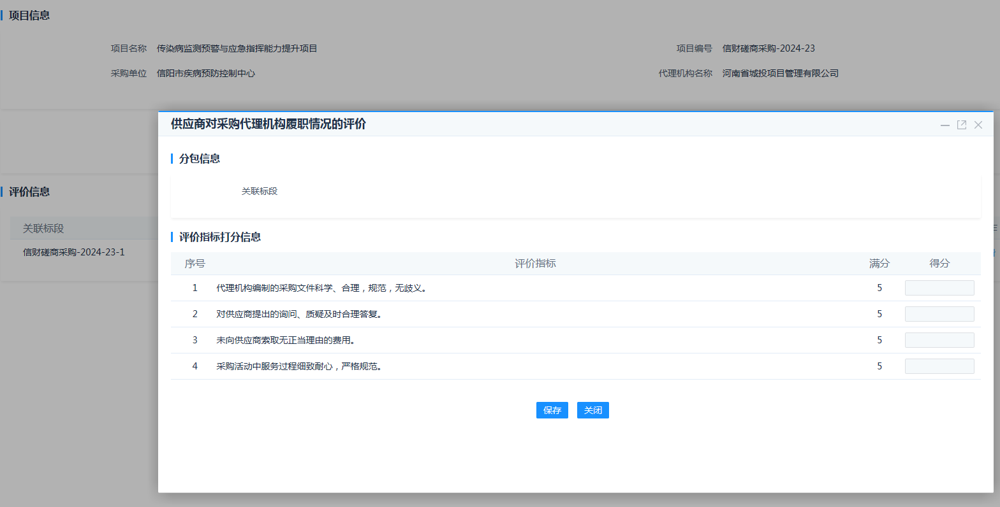 项目信息
项目名称 传染病监测预警与应急指挥能力提升项目 项目编号 信财磋商采购-2024-23
采购单位 信阳市疾病预防控制中心 代理机构名称 河南省城投项目管理有限公司
供应商对采购代理机构履职情况的评价
分包信息
关联标段
评价指标打分信息
序号 评价指标 满分 得分
1 代理机构编制的采购文件科学、合理，规范，无歧义。 5
2 对供应商提出的询问、质疑及时合理答复。 5
3 未向供应商索取无正当理由的费用。 5
4 采购活动中服务过程细致耐心，严格规范。 5
保存 关闭
评价信息
关联标段
信财磋商采购-2024-23-1